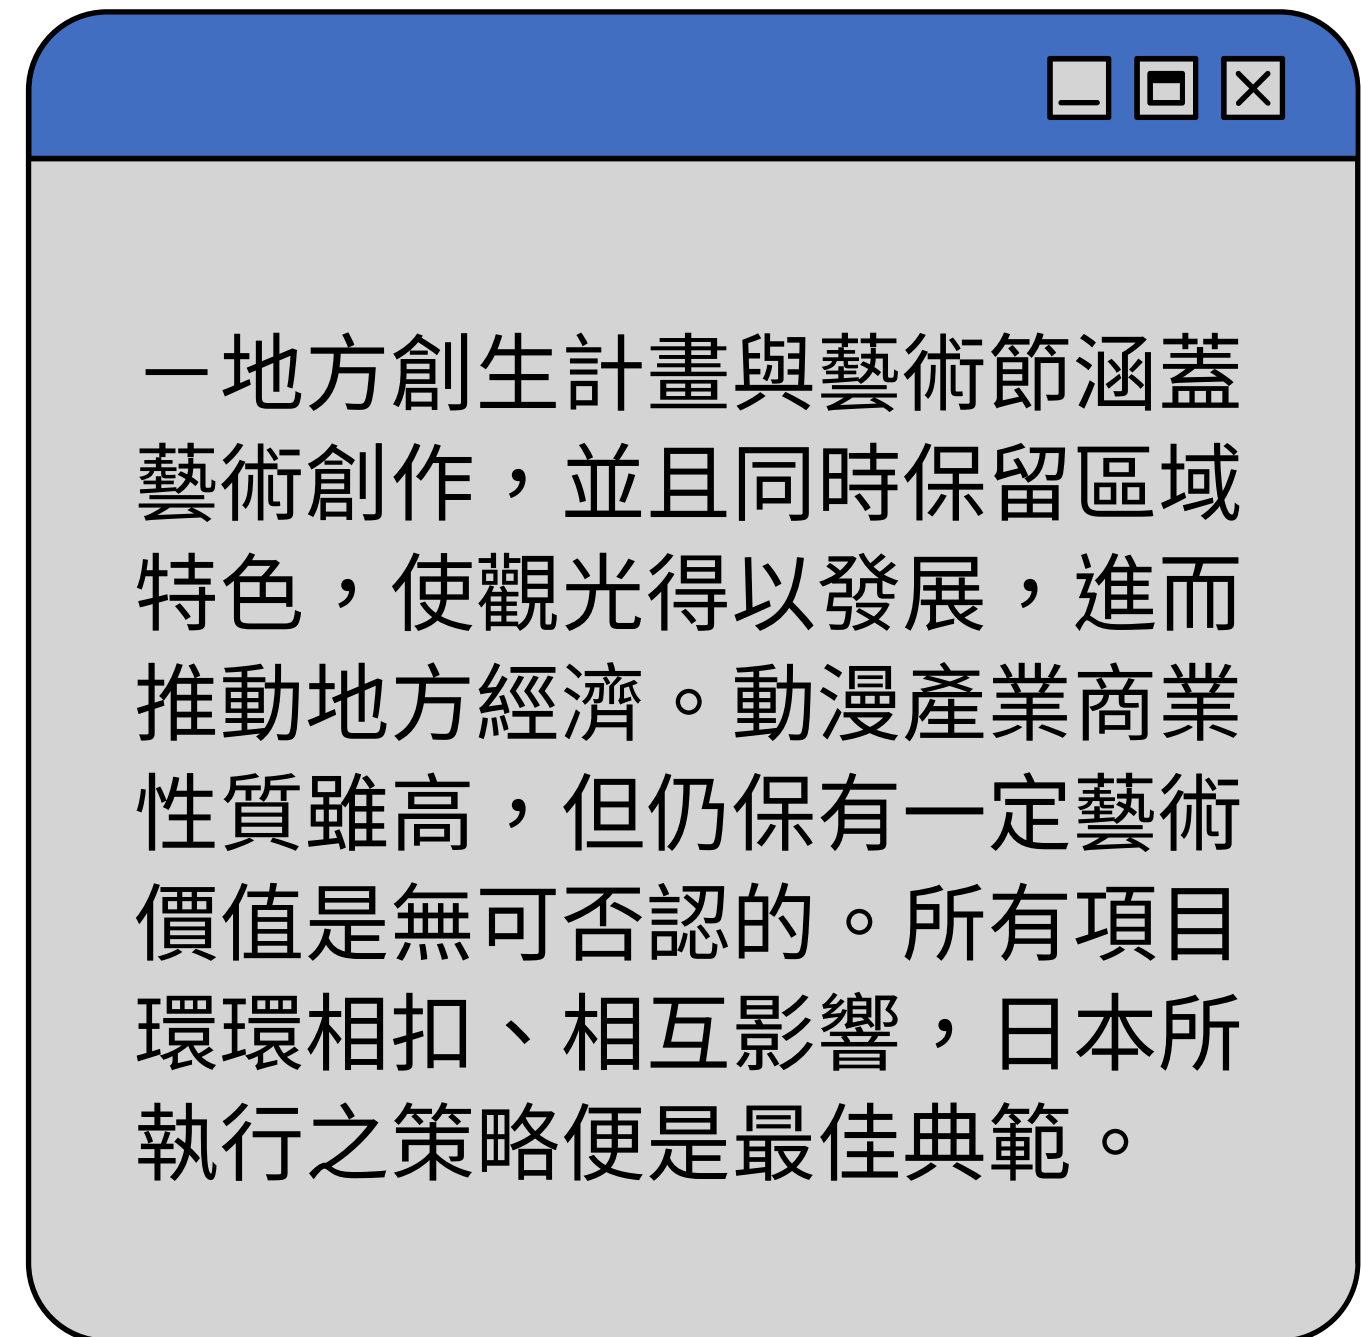 －地方創生計畫與藝術節涵蓋
藝術創作，並且同時保留區域
特色，使觀光得以發展，進而
推動地方經濟。動漫產業商業
性質雖高，但仍保有一定藝術
價值是無可否認的。所有項目
環環相扣、相互影響，日本所
執行之策略便是最佳典範。